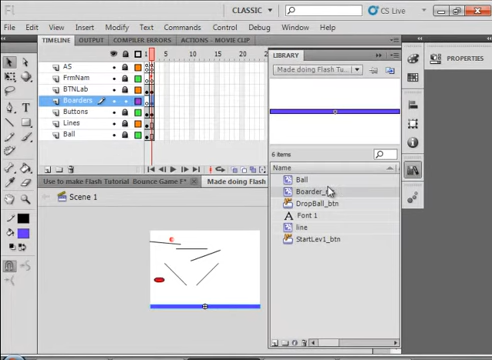 Fl
CLASSIC
CS Live
File Edit View Insert Modify Text Commands Control Debug Window Help
TIMELINE OUTPUT COMPILER ERRORS ACTIONS - MOVIE CLIP
LIBRARY
PROPERTIES
1 5 10 15 20 25
AS
FrmNam
BTNLab
Boarders
Buttons
Lines
Ball
Made doing Flash Tu
6 items
Name
Ball
Boarder_
DropBall_btn
Font 1
line
StartLev1_btn
Use to make Flash Tutorial Bounce Game F* Made doing Flash
Scene 1